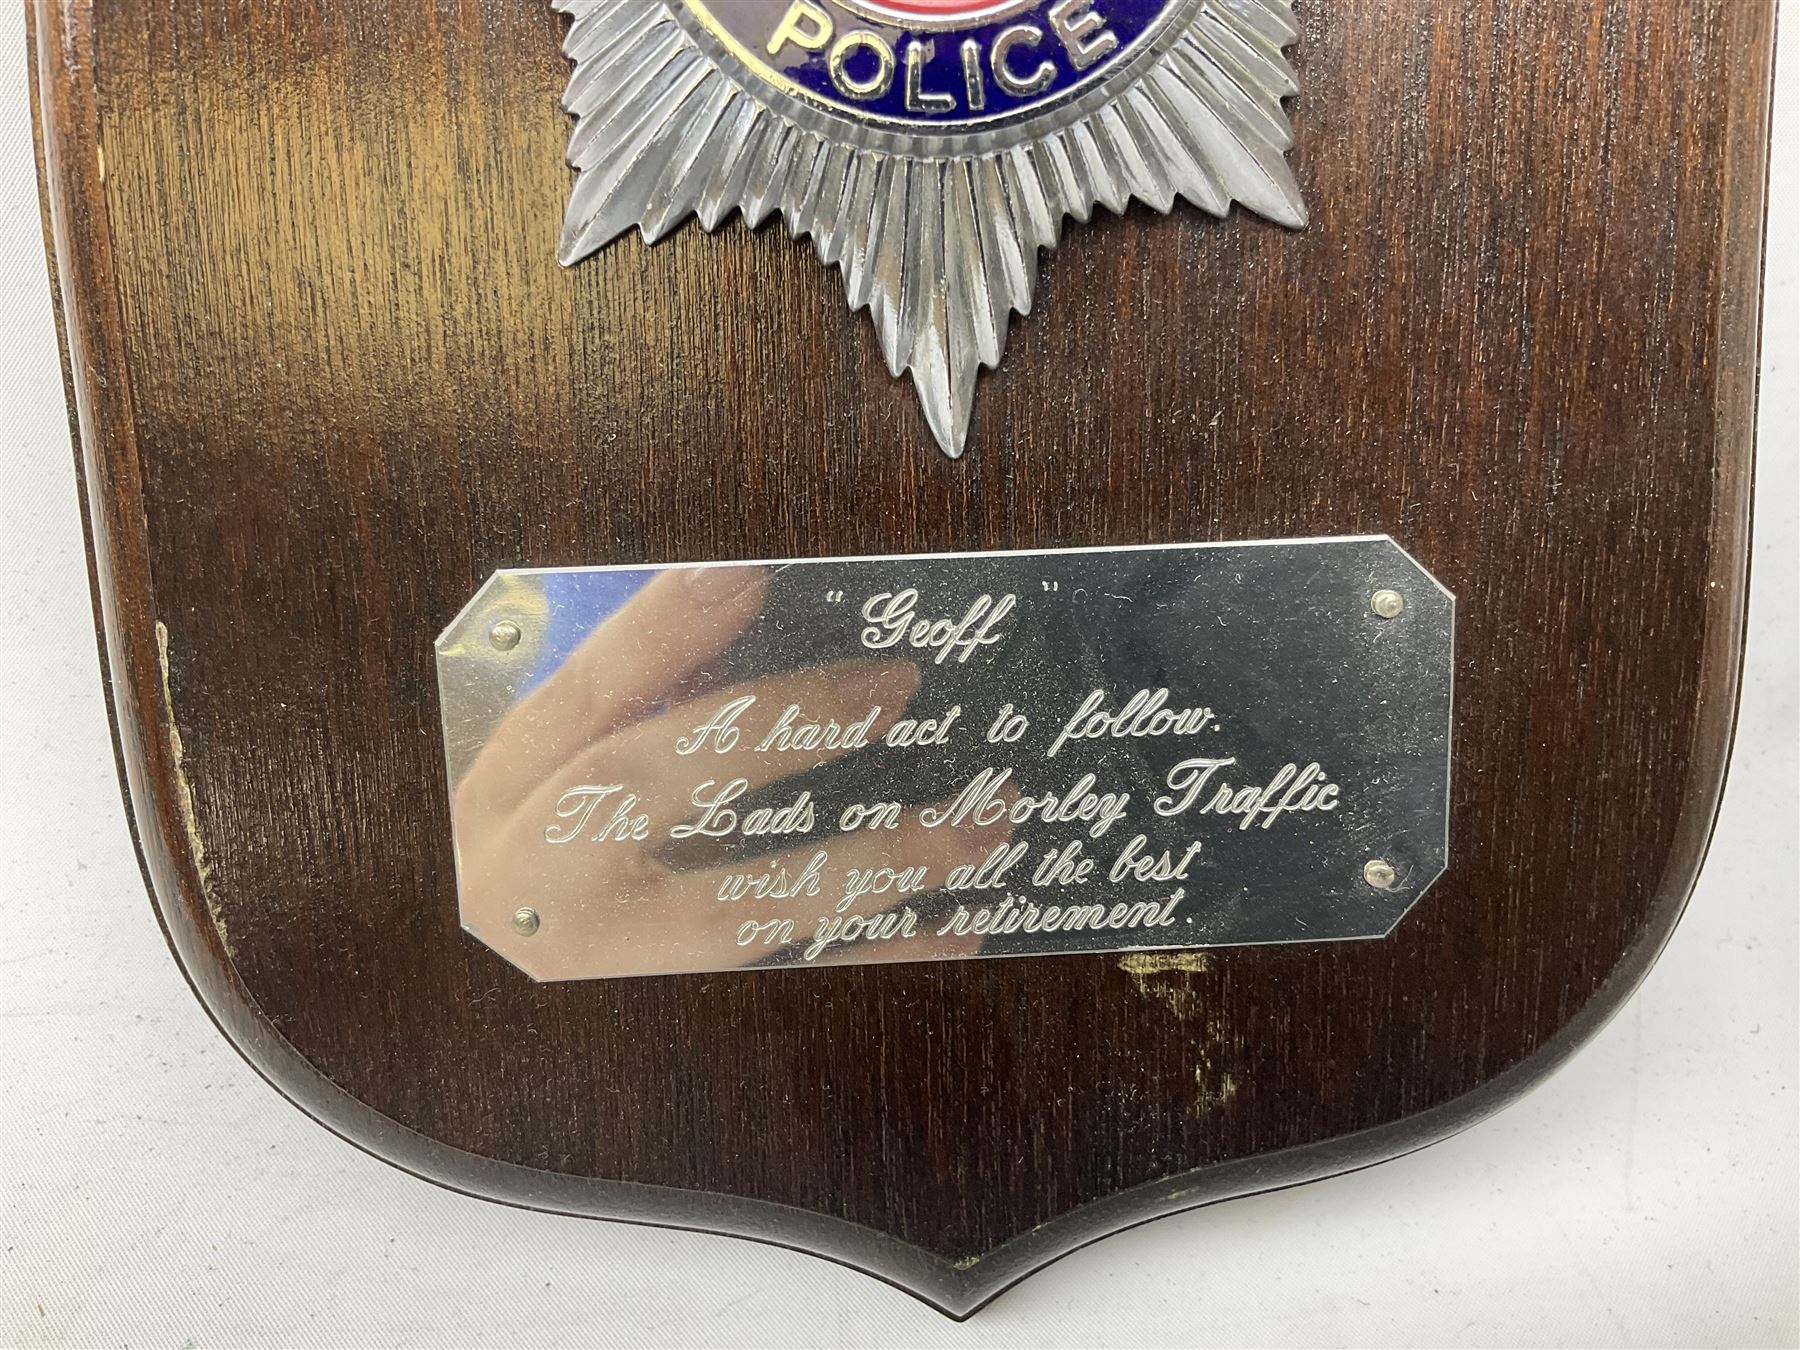 POLICE
"Geoff"
A hard act to follow.
The Lads on Morley Traffic
wish you all the best
on your retirement.